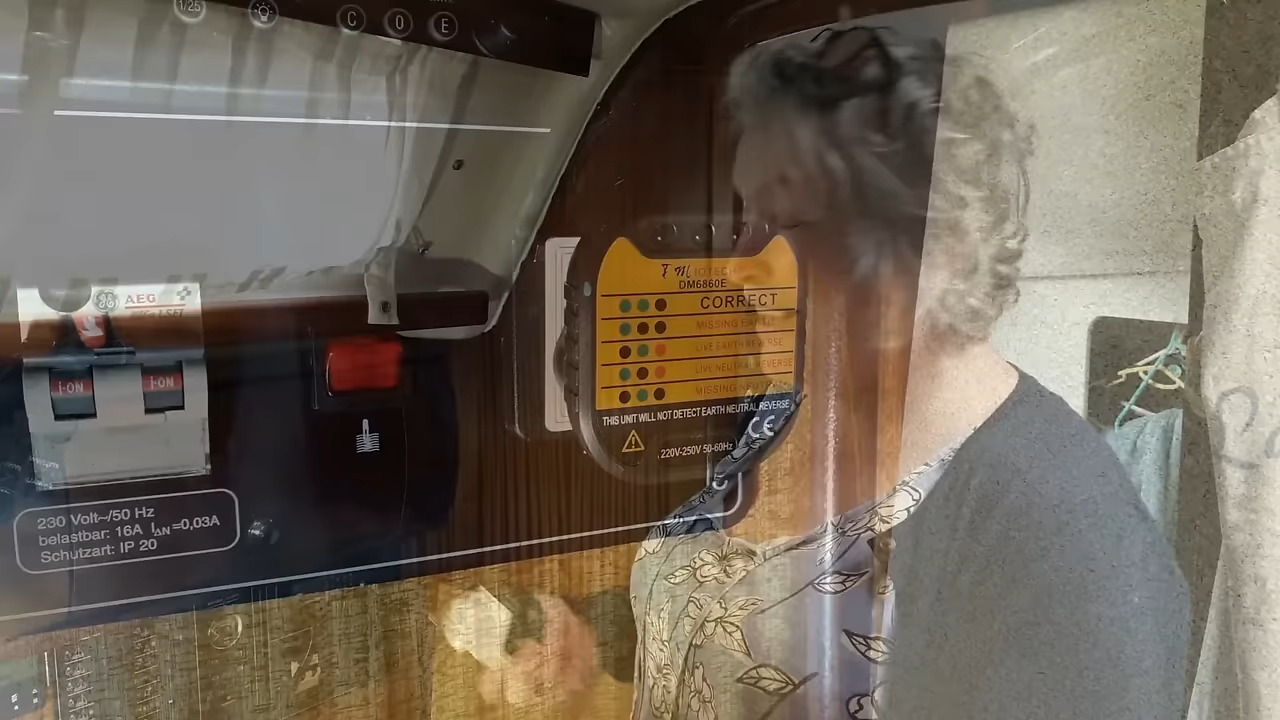 1/25
C O E
AEG
I-ON
I-ON
230 Volt~/50 Hz
belastbar: 16A IΔN=0,03A
Schutzart: IP 20
DM6860E
CORRECT
MISSING EARTH
LIVE EARTH REVERSE
LIVE NEUTRAL REVERSE
MISSING NEUTRAL
THIS UNIT WILL NOT DETECT EARTH NEUTRAL REVERSE
CE
220V-250V 50-60Hz